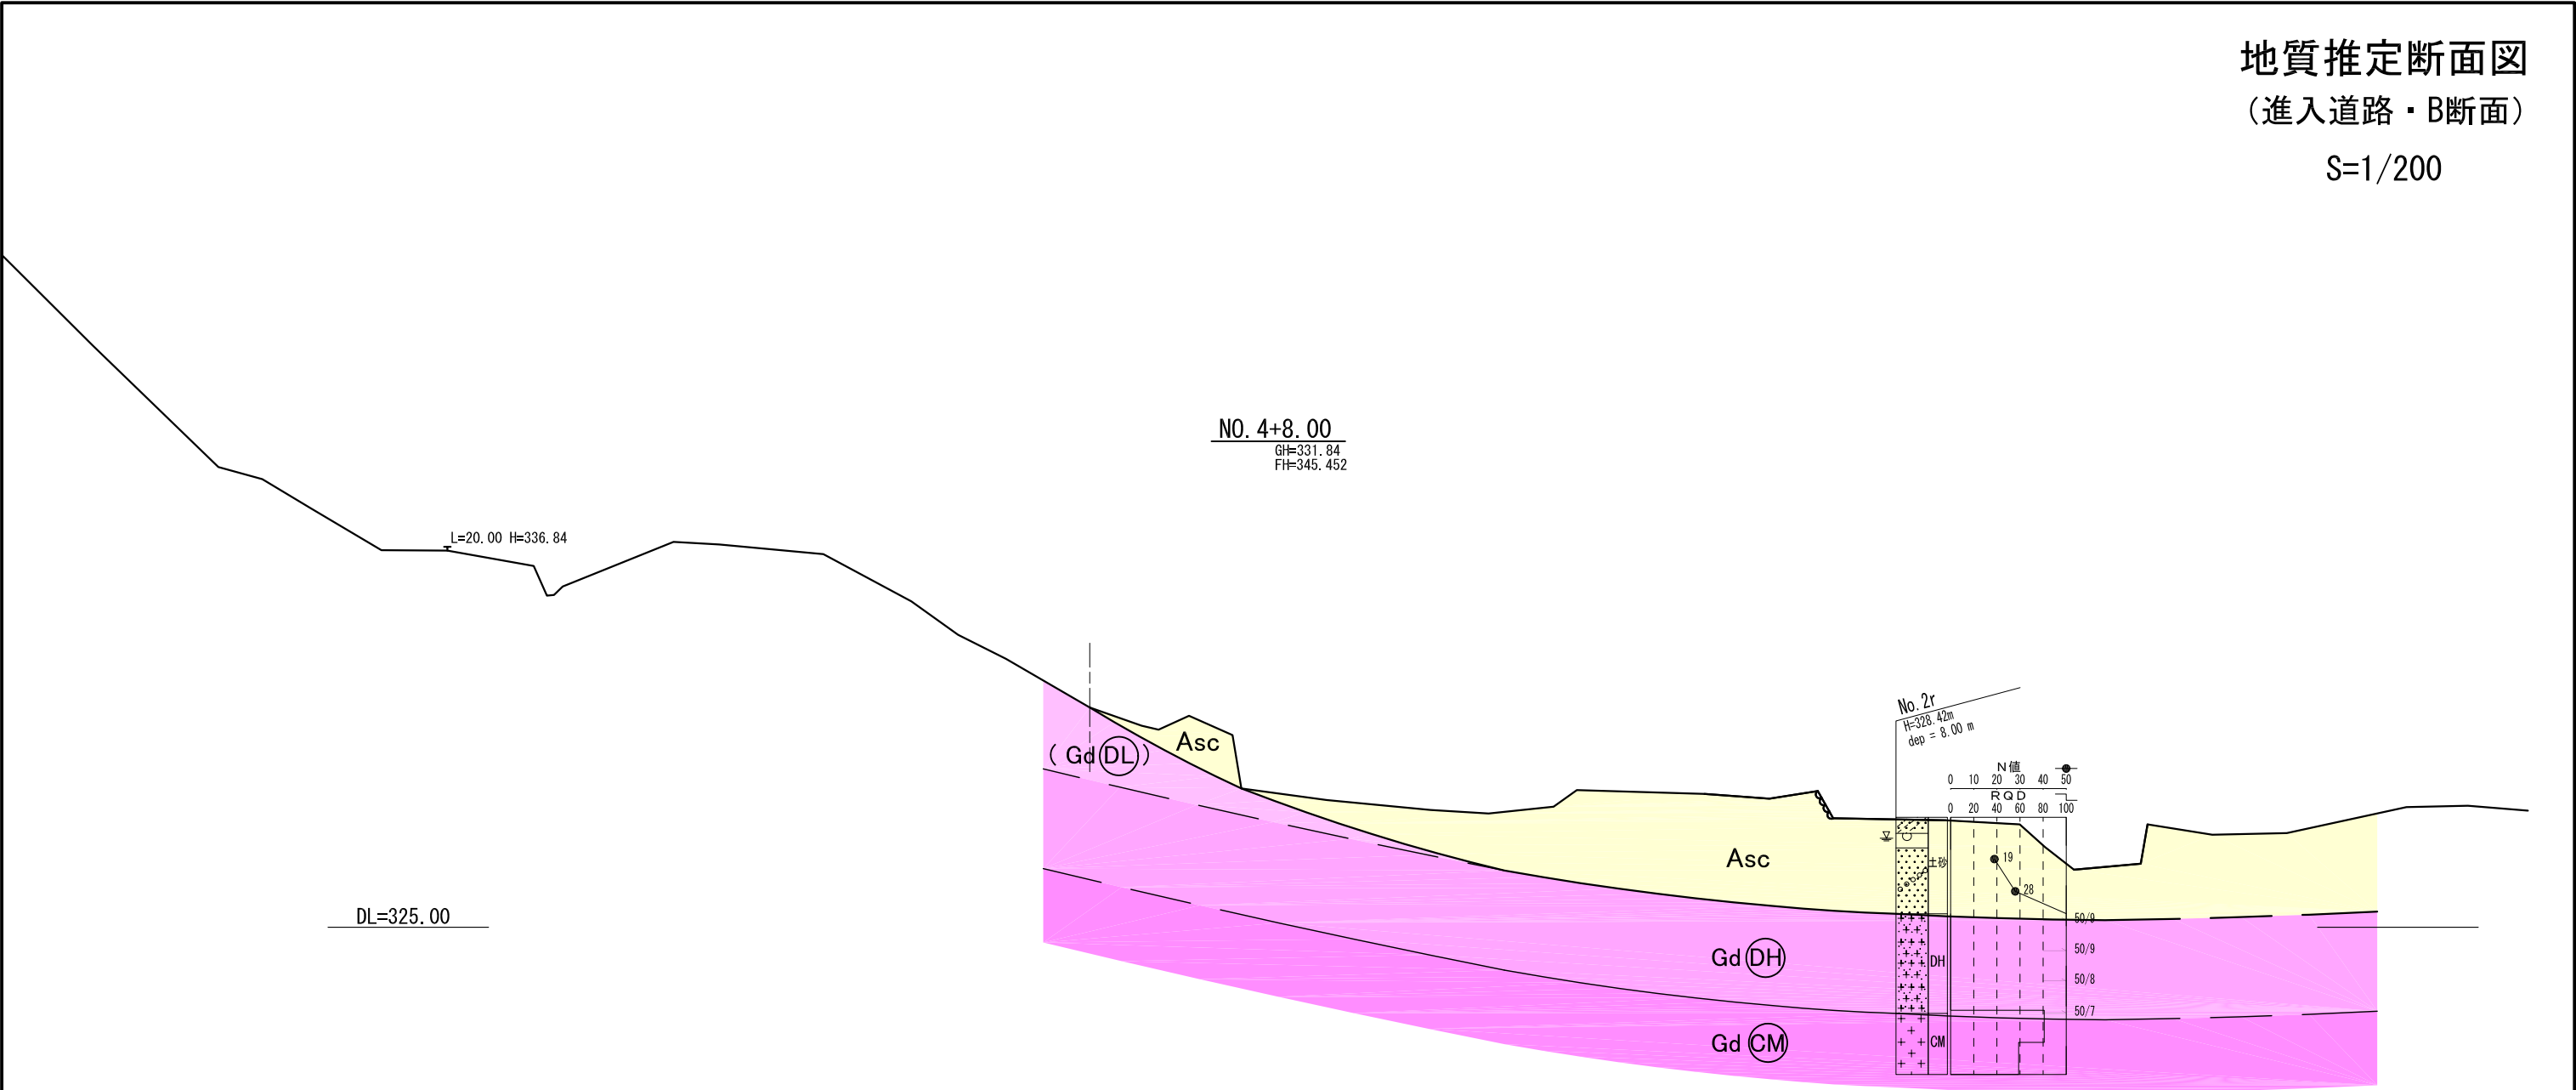 地質推定断面図
(進入道路・B断面)
S=1/200
NO.4+8.00
GH=331.84
FH=345.452
L=20.00 H=336.84
No.2r
H=328.42m
dep = 8.00 m
(Gd DL)
Asc
N値
0 10 20 30 40 50
RQD
0 20 40 60 80 100
Asc
土砂
19
28
DL=325.00
50/9
50/9
Gd DH
DH
50/8
50/7
Gd CM
CM